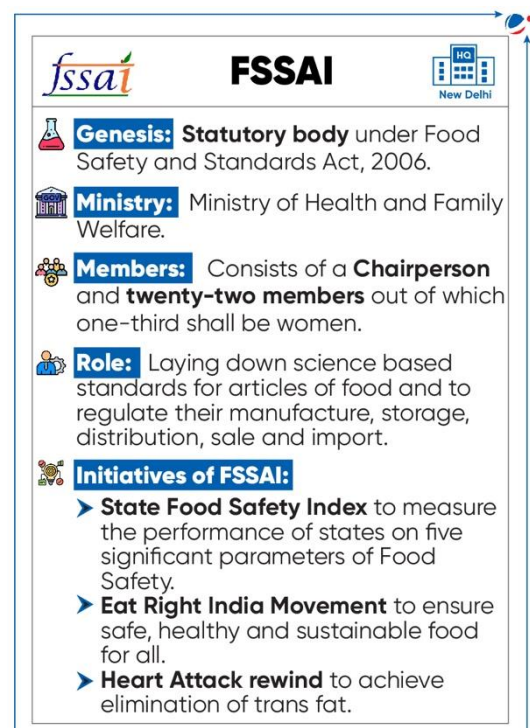 fssai
FSSAI
HQ
New Delhi
Genesis: Statutory body under Food
Safety and Standards Act, 2006.
GOV
Ministry: Ministry of Health and Family
Welfare.
Members: Consists of a Chairperson
and twenty-two members out of which
one-third shall be women.
Role: Laying down science based
standards for articles of food and to
regulate their manufacture, storage,
distribution, sale and import.
Initiatives of FSSAI:
➤ State Food Safety Index to measure
the performance of states on five
significant parameters of Food
Safety.
➤ Eat Right India Movement to ensure
safe, healthy and sustainable food
for all.
➤ Heart Attack rewind to achieve
elimination of trans fat.